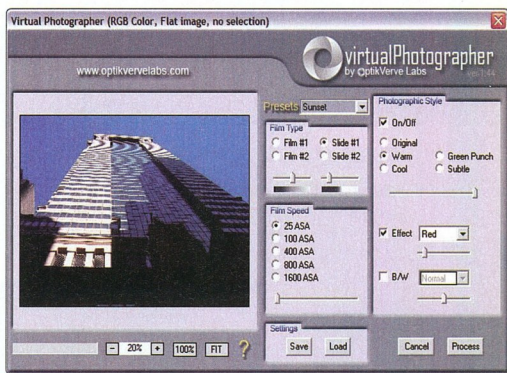 Virtual Photographer (RGB Color, Flat image, no selection)
www.optikvervelabs.com
virtualPhotographer
by OptikVerve Labs
Presets Sunset
Film Type
Film #1 Slide #1
Film #2 Slide #2
Film Speed
25 ASA
100 ASA
400 ASA
800 ASA
1600 ASA
Settings
Save Load
Photographic Style
On/Off
Original
Warm Green Punch
Cool Subtle
Effect Red
B/W Normal
Cancel Process
- 20% + 100% FIT ?